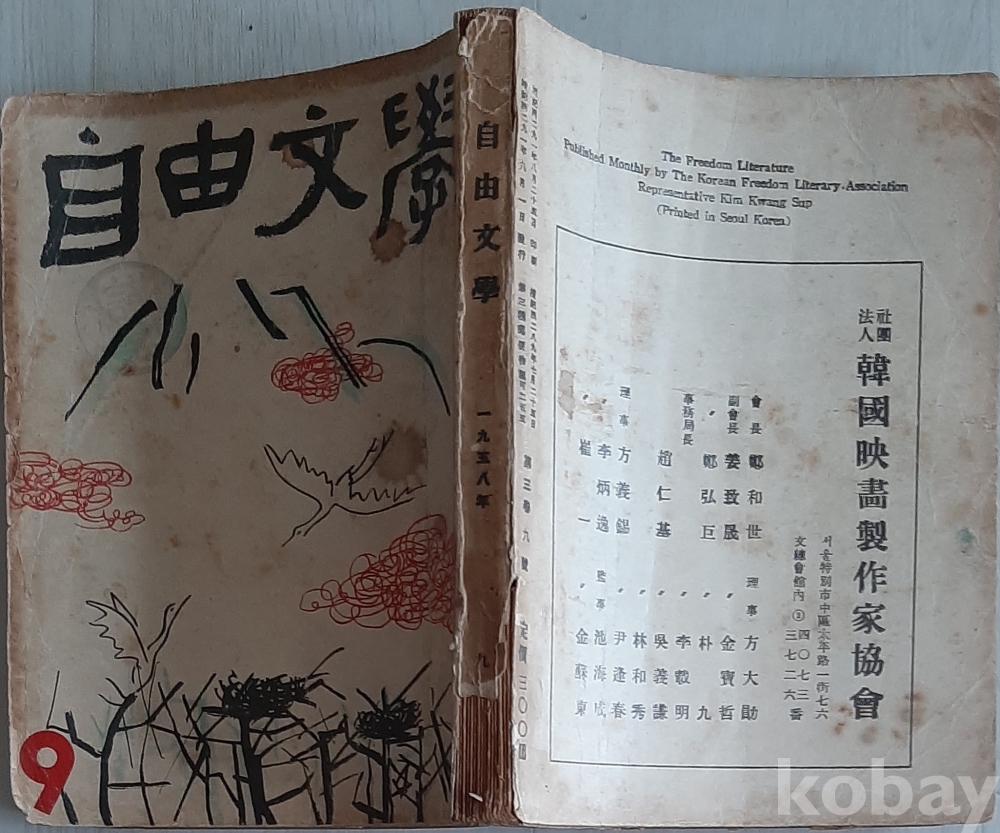 自由文學
9
自由文學
一九五八年
九
第三卷 九號
定價 三〇〇圜
The Freedom Literature
Published Monthly by The Korean Freedom Literary Association
Representative Kim Kwang Sup
(Printed in Seoul Korea)
社團法人 韓國映畵製作家協會
서울特別市中區太平路一街七六
文總會館內 ③ 四〇七三
三七二六番
會長 鄭和世
副會長 姜致晟
〃 鄭弘巨
事務局長 趙仁基
理事 方義錫
〃 李炳逸
〃 崔一
理事 方大勛
〃 金寶哲
〃 朴九
〃 李毅明
〃 吳義謙
〃 林和秀
〃 尹逢春
監事 池海成
〃 金蘇東
kobay